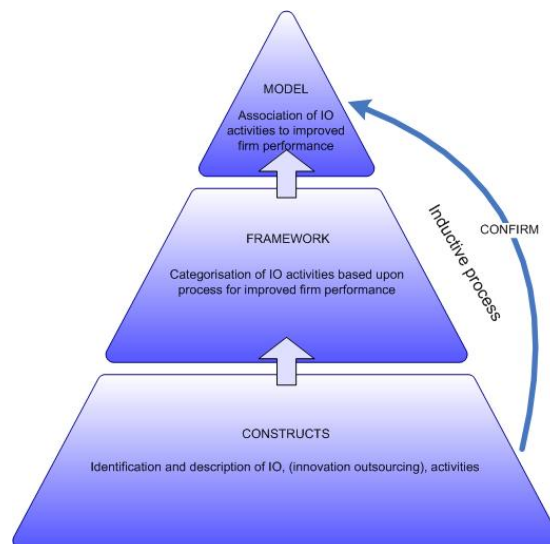 MODEL
Association of IO
activities to improved
firm performance
CONFIRM
Inductive process
FRAMEWORK
Categorisation of IO activities based upon
process for improved firm performance
CONSTRUCTS
Identification and description of IO, (innovation outsourcing), activities